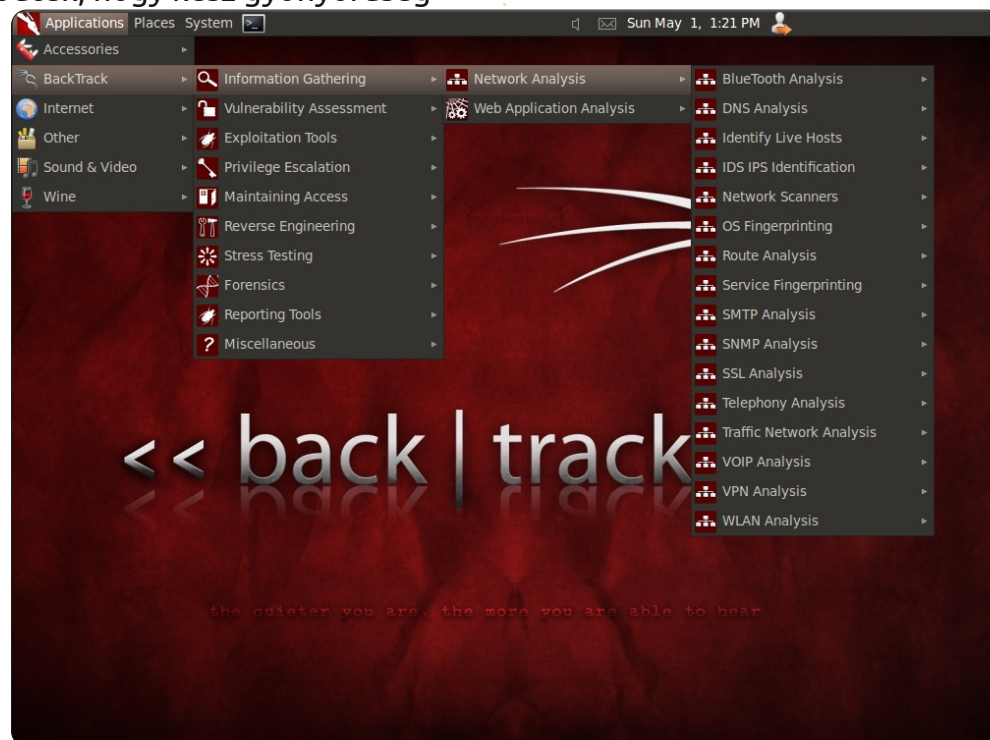 hogy kész gyönyörűség
Applications Places System Sun May 1, 1:21 PM
Accessories
BackTrack
Internet
Other
Sound & Video
Wine
Information Gathering
Vulnerability Assessment
Exploitation Tools
Privilege Escalation
Maintaining Access
Reverse Engineering
Stress Testing
Forensics
Reporting Tools
Miscellaneous
Network Analysis
Web Application Analysis
BlueTooth Analysis
DNS Analysis
Identify Live Hosts
IDS IPS Identification
Network Scanners
OS Fingerprinting
Route Analysis
Service Fingerprinting
SMTP Analysis
SNMP Analysis
SSL Analysis
Telephony Analysis
Traffic Network Analysis
VOIP Analysis
VPN Analysis
WLAN Analysis
<< back | track
the quieter you are, the more you are able to hear